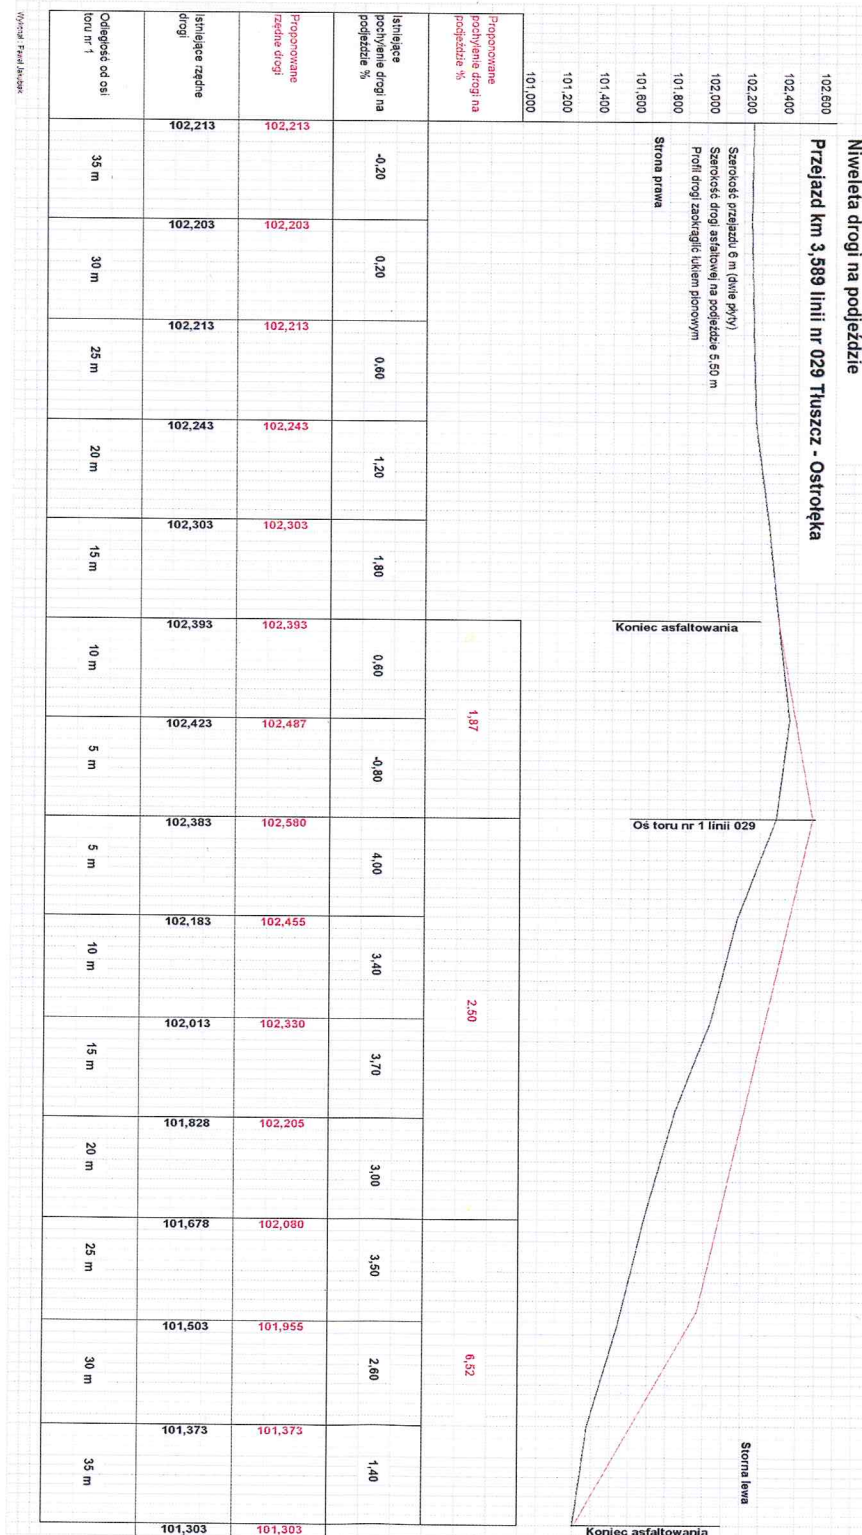 Niweleta drogi na podjeździe
Przejazd km 3,589 linii nr 029 Tłuszcz - Ostrołęka
102,600
102,400
102,200
102,000
101,800
101,600
101,400
101,200
101,000
Szerokość przejazdu 6 m (dwie płyty)
Szerokość drogi asfaltowej na podjeździe 5,50 m
Profil drogi zaokrąglić łukiem pionowym
Strona prawa
Koniec asfaltowania
Oś toru nr 1 linii 029
Storna lewa
Koniec asfaltowania
Proponowane
pochylenie drogi na
podjeździe %
1,87
2,50
6,52
Istniejące
pochylenie drogi na
podjeździe %
-0,20
0,20
0,60
1,20
1,80
0,60
-0,80
4,00
3,40
3,70
3,00
3,50
2,60
1,40
Proponowane
rzędne drogi
102,213
102,203
102,213
102,243
102,303
102,393
102,487
102,580
102,455
102,330
102,205
102,080
101,955
101,373
101,303
Istniejące rzędne
drogi
102,213
102,203
102,213
102,243
102,303
102,393
102,423
102,383
102,183
102,013
101,828
101,678
101,503
101,373
101,303
Odległość od osi
toru nr 1
35 m
30 m
25 m
20 m
15 m
10 m
5 m
5 m
10 m
15 m
20 m
25 m
30 m
35 m
Wykonał : Paweł